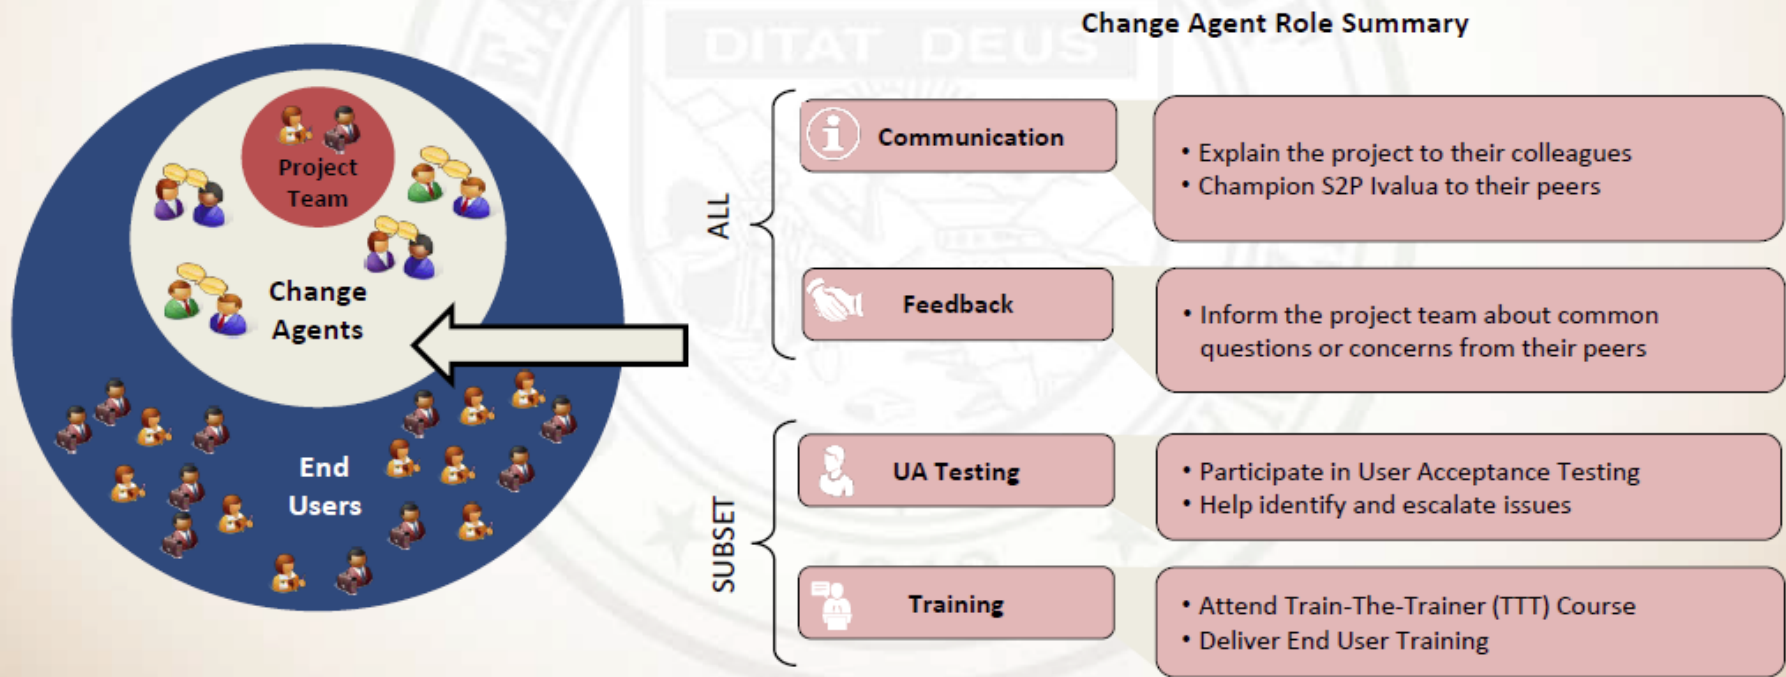 Change Agent Role Summary
DITAT DEUS
Project
Team
Change
Agents
End
Users
ALL
Communication
• Explain the project to their colleagues
• Champion S2P Ivalua to their peers
Feedback
• Inform the project team about common
questions or concerns from their peers
SUBSET
UA Testing
• Participate in User Acceptance Testing
• Help identify and escalate issues
Training
• Attend Train-The-Trainer (TTT) Course
• Deliver End User Training